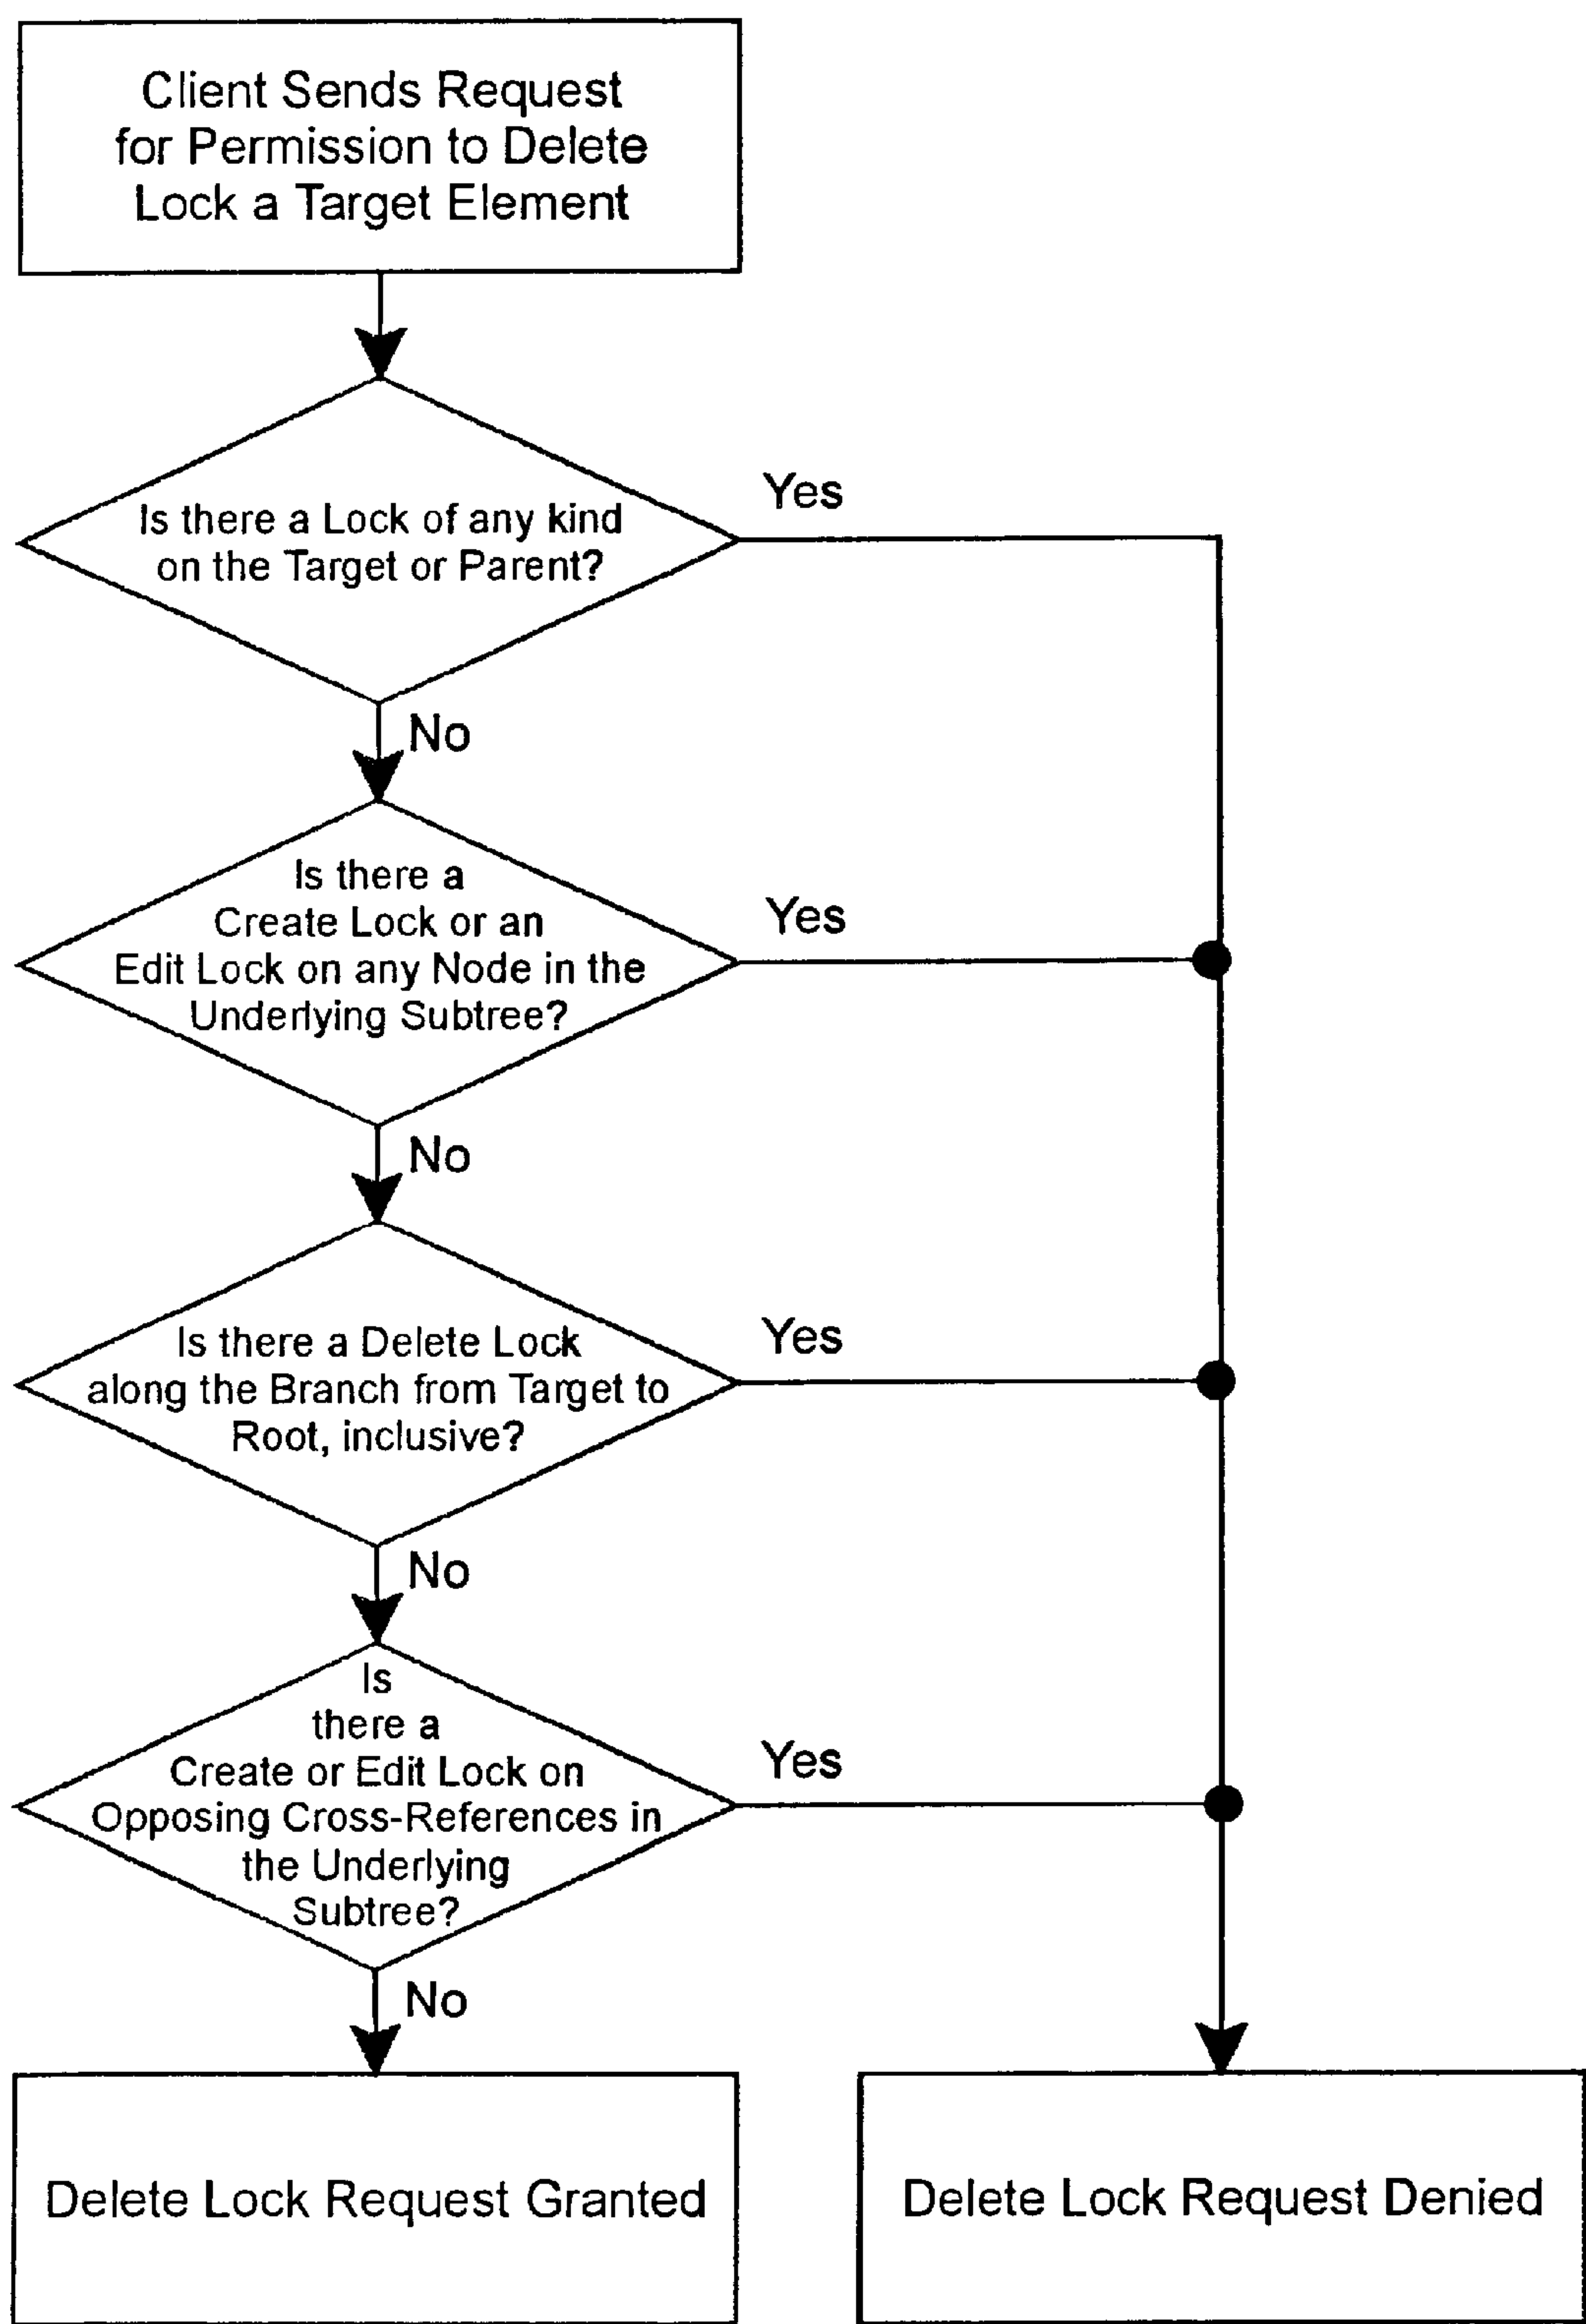 Client Sends Request
for Permission to Delete
Lock a Target Element
Is there a Lock of any kind
on the Target or Parent?
Yes
No
Is there a
Create Lock or an
Edit Lock on any Node in the
Underlying Subtree?
Yes
No
Is there a Delete Lock
along the Branch from Target to
Root, inclusive?
Yes
No
Is
there a
Create or Edit Lock on
Opposing Cross-References in
the Underlying
Subtree?
Yes
No
Delete Lock Request Granted
Delete Lock Request Denied